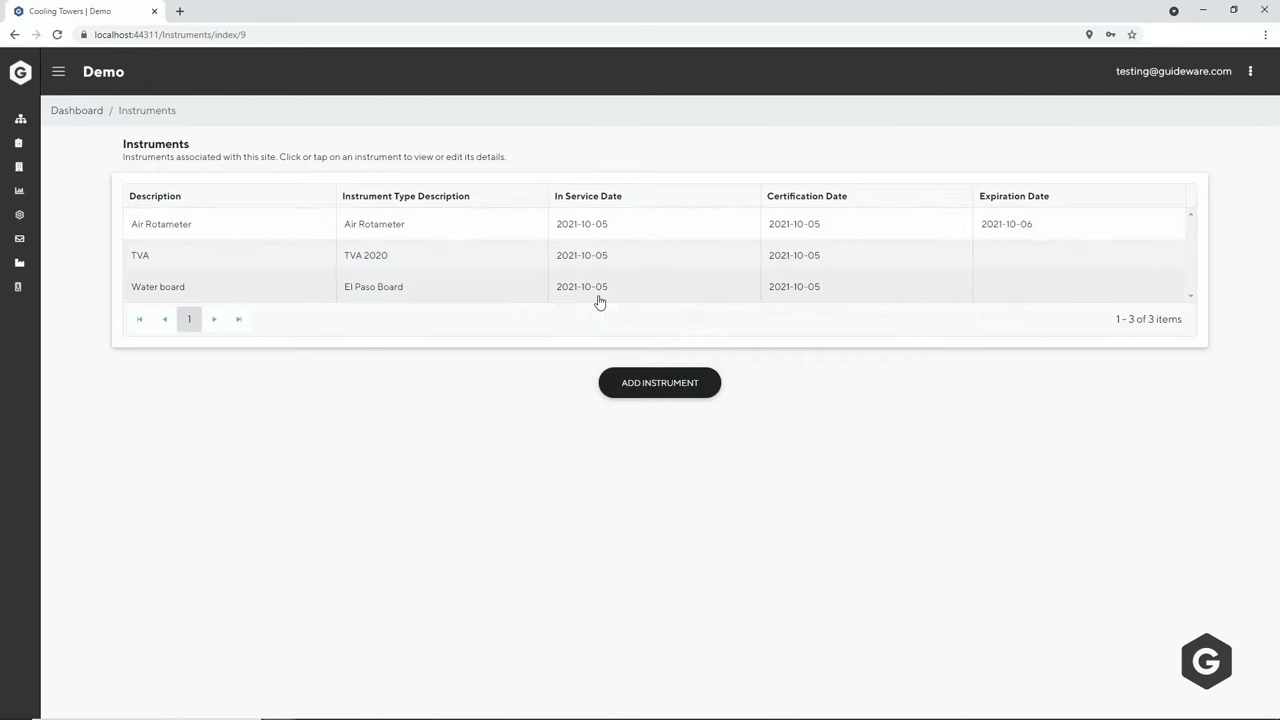 Cooling Towers | Demo
localhost:44311/Instruments/index/9
G
Demo
testing@guideware.com
Dashboard / Instruments
Instruments
Instruments associated with this site. Click or tap on an instrument to view or edit its details.
Description Instrument Type Description In Service Date Certification Date Expiration Date
Air Rotameter Air Rotameter 2021-10-05 2021-10-05 2021-10-06
TVA TVA 2020 2021-10-05 2021-10-05
Water board El Paso Board 2021-10-05 2021-10-05
1
1 - 3 of 3 items
ADD INSTRUMENT
G